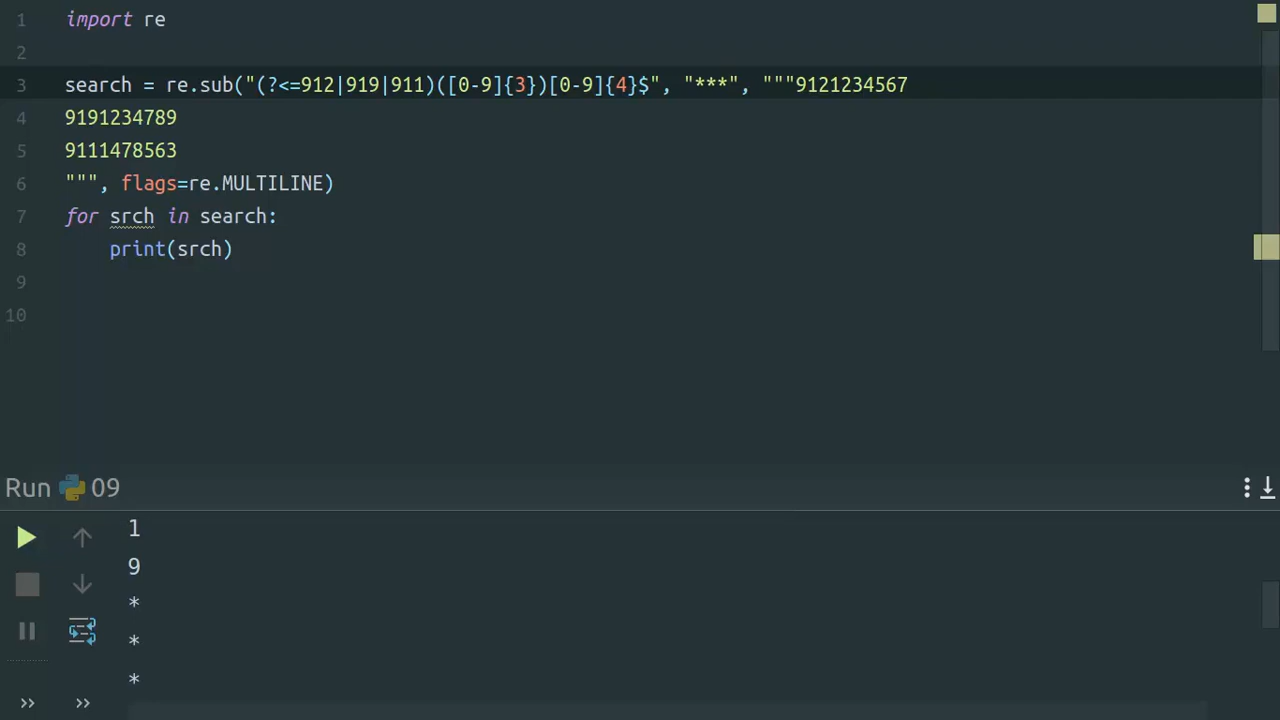 1 import re
2
3 search = re.sub("(?<=912|919|911)([0-9]{3})[0-9]{4}$", "***", """9121234567
4 9191234789
5 9111478563
6 """, flags=re.MULTILINE)
7 for srch in search:
8 print(srch)
9
10
Run 09
1
9
*
*
*